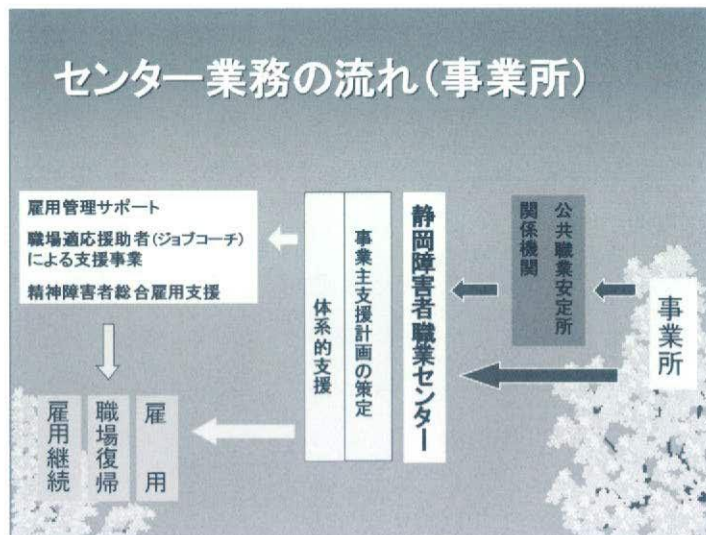 センター業務の流れ(事業所)
雇用管理サポート
職場適応援助者(ジョブコーチ)
による支援事業
精神障害者総合雇用支援
事業所
公共職業安定所
関係機関
静岡障害者職業センター
事業主支援計画の策定
体系的支援
雇用
職場復帰
雇用継続